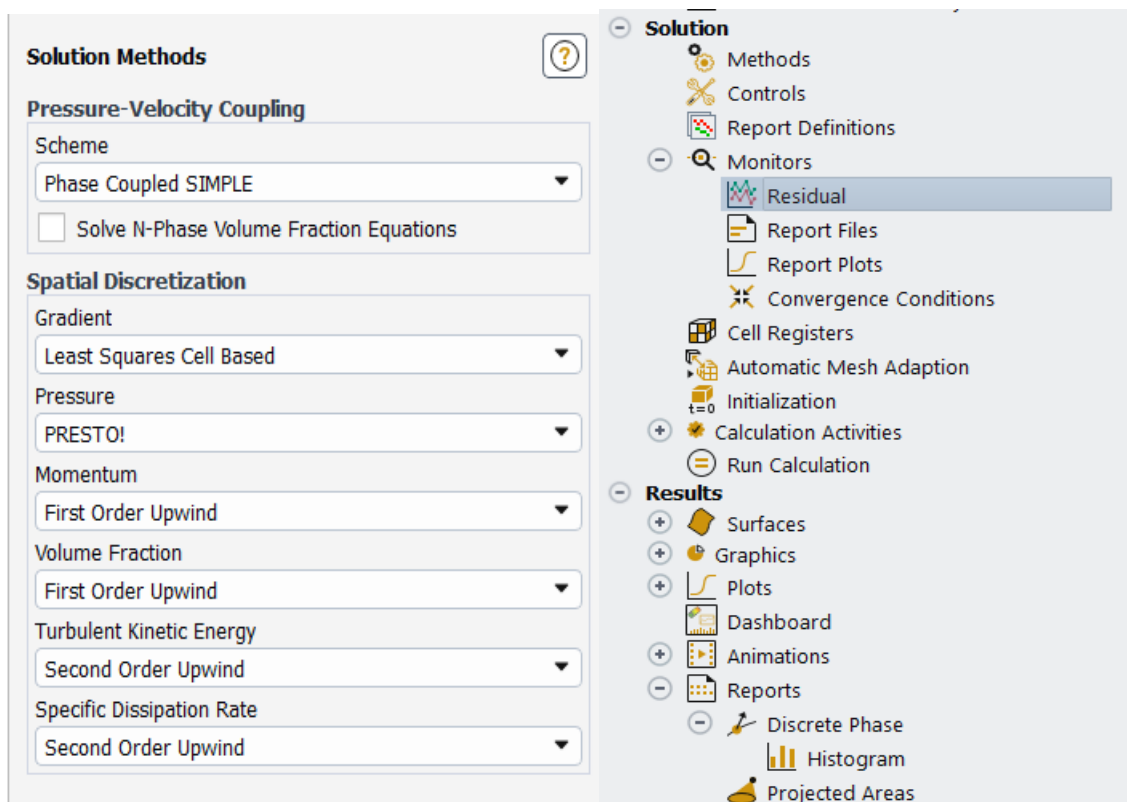 Solution Methods
?
Pressure-Velocity Coupling
Scheme
Phase Coupled SIMPLE
Solve N-Phase Volume Fraction Equations
Spatial Discretization
Gradient
Least Squares Cell Based
Pressure
PRESTO!
Momentum
First Order Upwind
Volume Fraction
First Order Upwind
Turbulent Kinetic Energy
Second Order Upwind
Specific Dissipation Rate
Second Order Upwind
Solution
Methods
Controls
Report Definitions
Monitors
Residual
Report Files
Report Plots
Convergence Conditions
Cell Registers
Automatic Mesh Adaption
t=0 Initialization
Calculation Activities
Run Calculation
Results
Surfaces
Graphics
Plots
Dashboard
Animations
Reports
Discrete Phase
Histogram
Projected Areas